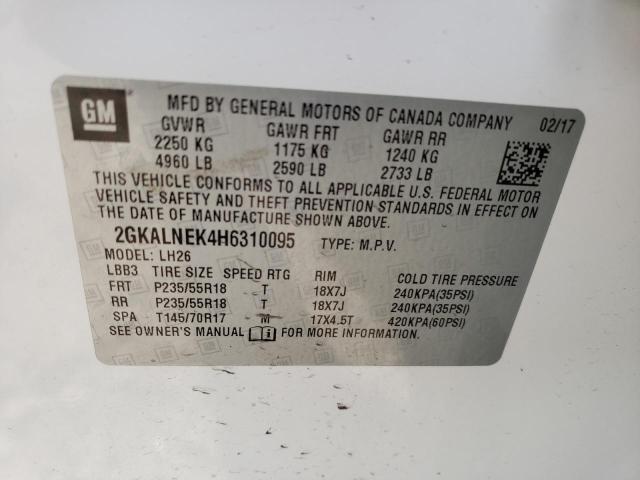 GM
MFD BY GENERAL MOTORS OF CANADA COMPANY 02/17
GVWR GAWR FRT GAWR RR
2250 KG 1175 KG 1240 KG
4960 LB 2590 LB 2733 LB
THIS VEHICLE CONFORMS TO ALL APPLICABLE U.S. FEDERAL MOTOR
VEHICLE SAFETY AND THEFT PREVENTION STANDARDS IN EFFECT ON
THE DATE OF MANUFACTURE SHOWN ABOVE.
2GKALNEK4H6310095 TYPE: M.P.V.
MODEL: LH26
LBB3 TIRE SIZE SPEED RTG RIM COLD TIRE PRESSURE
FRT P235/55R18 T 18X7J 240KPA(35PSI)
RR P235/55R18 T 18X7J 240KPA(35PSI)
SPA T145/70R17 M 17X4.5T 420KPA(60PSI)
SEE OWNER'S MANUAL FOR MORE INFORMATION.